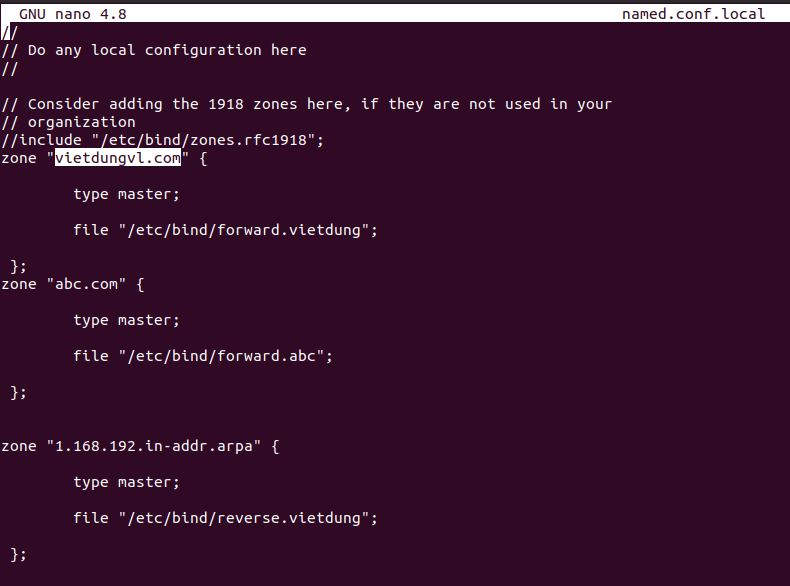 GNU nano 4.8 named.conf.local
//
// Do any local configuration here
//
// Consider adding the 1918 zones here, if they are not used in your
// organization
//include "/etc/bind/zones.rfc1918";
zone "vietdungvl.com" {
type master;
file "/etc/bind/forward.vietdung";
};
zone "abc.com" {
type master;
file "/etc/bind/forward.abc";
};
zone "1.168.192.in-addr.arpa" {
type master;
file "/etc/bind/reverse.vietdung";
};